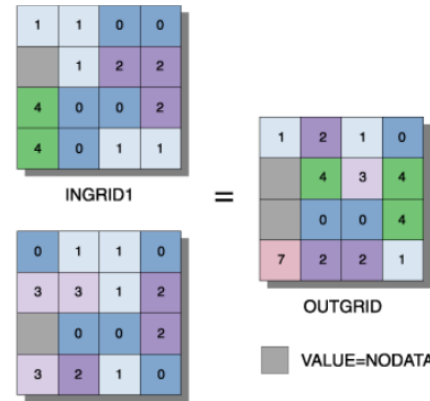 1 1 0 0
1 2 2
4 0 0 2
4 0 1 1
INGRID1
0 1 1 0
3 3 1 2
0 0 2
3 2 1 0
=
1 2 1 0
4 3 4
0 0 4
7 2 2 1
OUTGRID
VALUE=NODATA